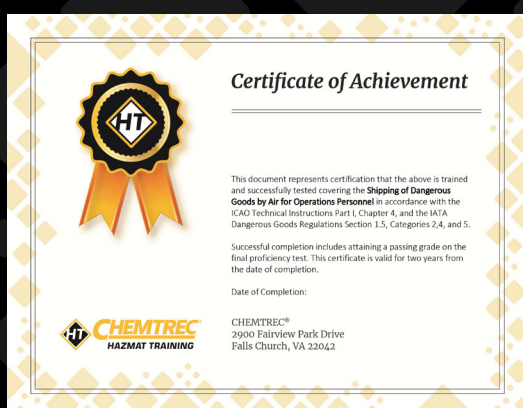 Certificate of Achievement
HT
This document represents certification that the above is trained
and successfully tested covering the Shipping of Dangerous
Goods by Air for Operations Personnel in accordance with the
ICAO Technical Instructions Part I, Chapter 4, and the IATA
Dangerous Goods Regulations Section 1.5, Categories 2,4, and 5.
Successful completion includes attaining a passing grade on the
final proficiency test. This certificate is valid for two years from
the date of completion.
Date of Completion:
HT CHEMTREC®
HAZMAT TRAINING
CHEMTREC®
2900 Fairview Park Drive
Falls Church, VA 22042